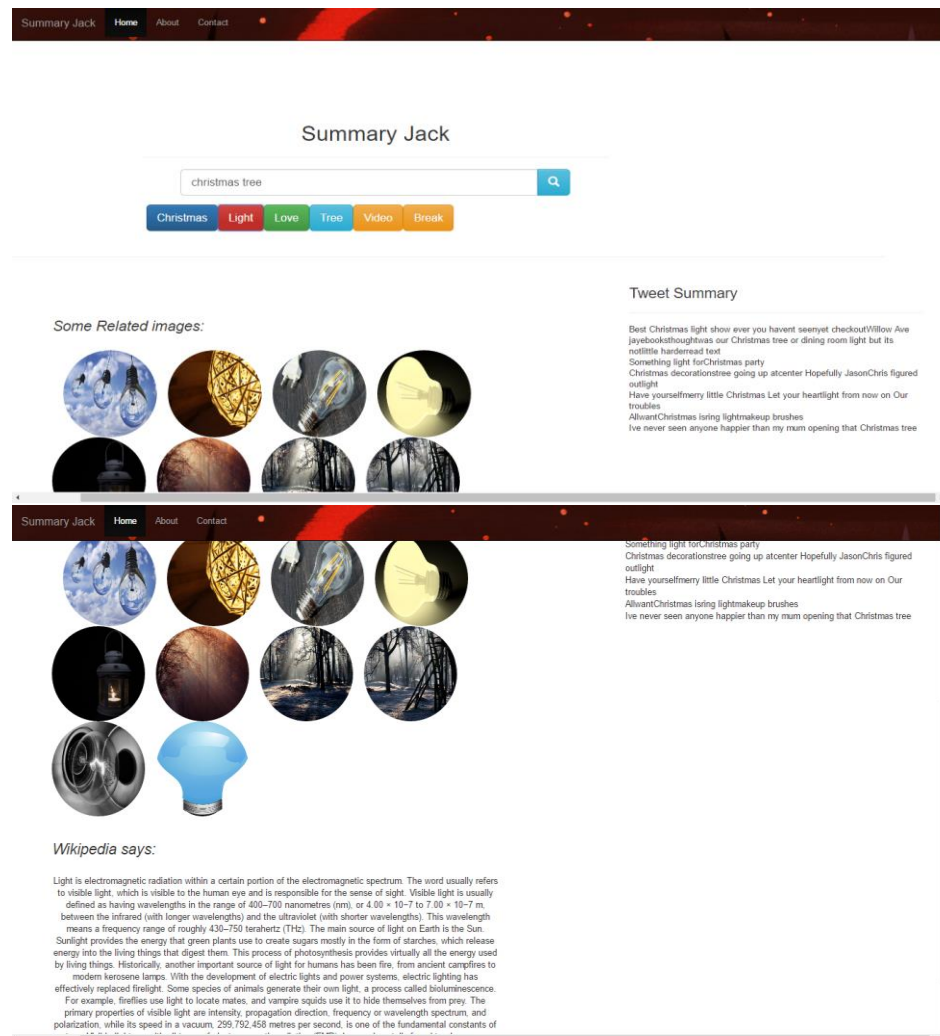 Summary Jack Home About Contact
Summary Jack
christmas tree
Christmas Light Love Tree Video Break
Some Related images:
Tweet Summary
Best Christmas light show ever you havent seenyet checkoutWillow Ave
jayebooksthoughtwas our Christmas tree or dining room light but its
notlittle harderread text
Something light forChristmas party
Christmas decorationstree going up atcenter Hopefully JasonChris figured
outlight
Have yourselfmerry little Christmas Let your heartlight from now on Our
troubles
AllwantChristmas isring lightmakeup brushes
Ive never seen anyone happier than my mum opening that Christmas tree
Summary Jack Home About Contact
Something light forChristmas party
Christmas decorationstree going up atcenter Hopefully JasonChris figured
outlight
Have yourselfmerry little Christmas Let your heartlight from now on Our
troubles
AllwantChristmas isring lightmakeup brushes
Ive never seen anyone happier than my mum opening that Christmas tree
Wikipedia says:
Light is electromagnetic radiation within a certain portion of the electromagnetic spectrum. The word usually refers
to visible light, which is visible to the human eye and is responsible for the sense of sight. Visible light is usually
defined as having wavelengths in the range of 400–700 nanometres (nm), or 4.00 × 10−7 to 7.00 × 10−7 m,
between the infrared (with longer wavelengths) and the ultraviolet (with shorter wavelengths). This wavelength
means a frequency range of roughly 430–750 terahertz (THz). The main source of light on Earth is the Sun.
Sunlight provides the energy that green plants use to create sugars mostly in the form of starches, which release
energy into the living things that digest them. This process of photosynthesis provides virtually all the energy used
by living things. Historically, another important source of light for humans has been fire, from ancient campfires to
modern kerosene lamps. With the development of electric lights and power systems, electric lighting has
effectively replaced firelight. Some species of animals generate their own light, a process called bioluminescence.
For example, fireflies use light to locate mates, and vampire squids use it to hide themselves from prey. The
primary properties of visible light are intensity, propagation direction, frequency or wavelength spectrum, and
polarization, while its speed in a vacuum, 299,792,458 metres per second, is one of the fundamental constants of